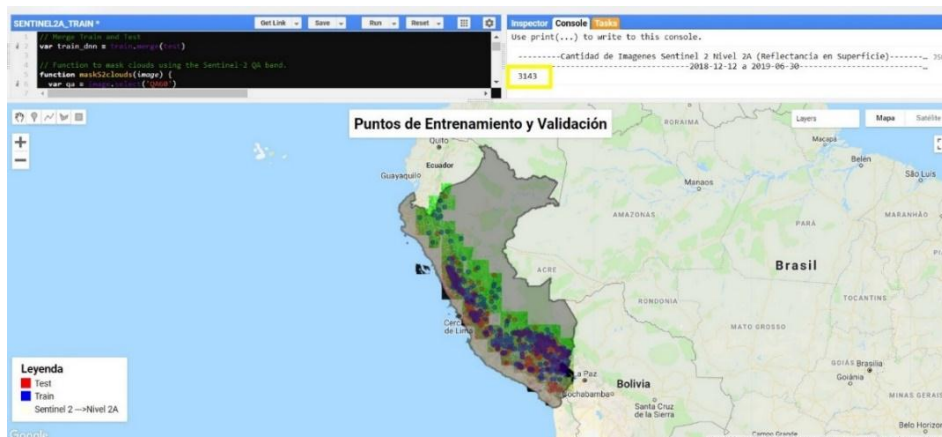 SENTINEL2A_TRAIN *
Get Link
Save
Run
Reset
// Merge Train and Test
var train_dnn = train.merge(test)
// Function to mask clouds using the Sentinel-2 QA band.
function maskS2clouds(image) {
var qa = image.select('QA60')
Inspector Console Tasks
Use print(...) to write to this console.
----------Cantidad de Imagenes Sentinel 2 Nivel 2A (Reflectancia en Superficie)-------
2018-12-12 a 2019-06-30
3143
Puntos de Entrenamiento y Validación
Layers
Mapa
Satélite
Quito
Ecuador
Guayaquil
RORAIMA
Macapá
Belén
São Luís
Manaos
AMAZONAS
PARÁ
MARANHÃO
ACRE
Brasil
RONDONIA
TOCANTINS
MATO GROSSO
Cerc
de Lim
GOIÁS
Brasilia
Goiânia
La Paz
Bolivia
Cochabamba
MINAS GERAIS
Santa Cruz
de la Sierra
Campo Grande
Belo Horizon
Leyenda
Test
Train
Sentinel 2 --->Nivel 2A
Google